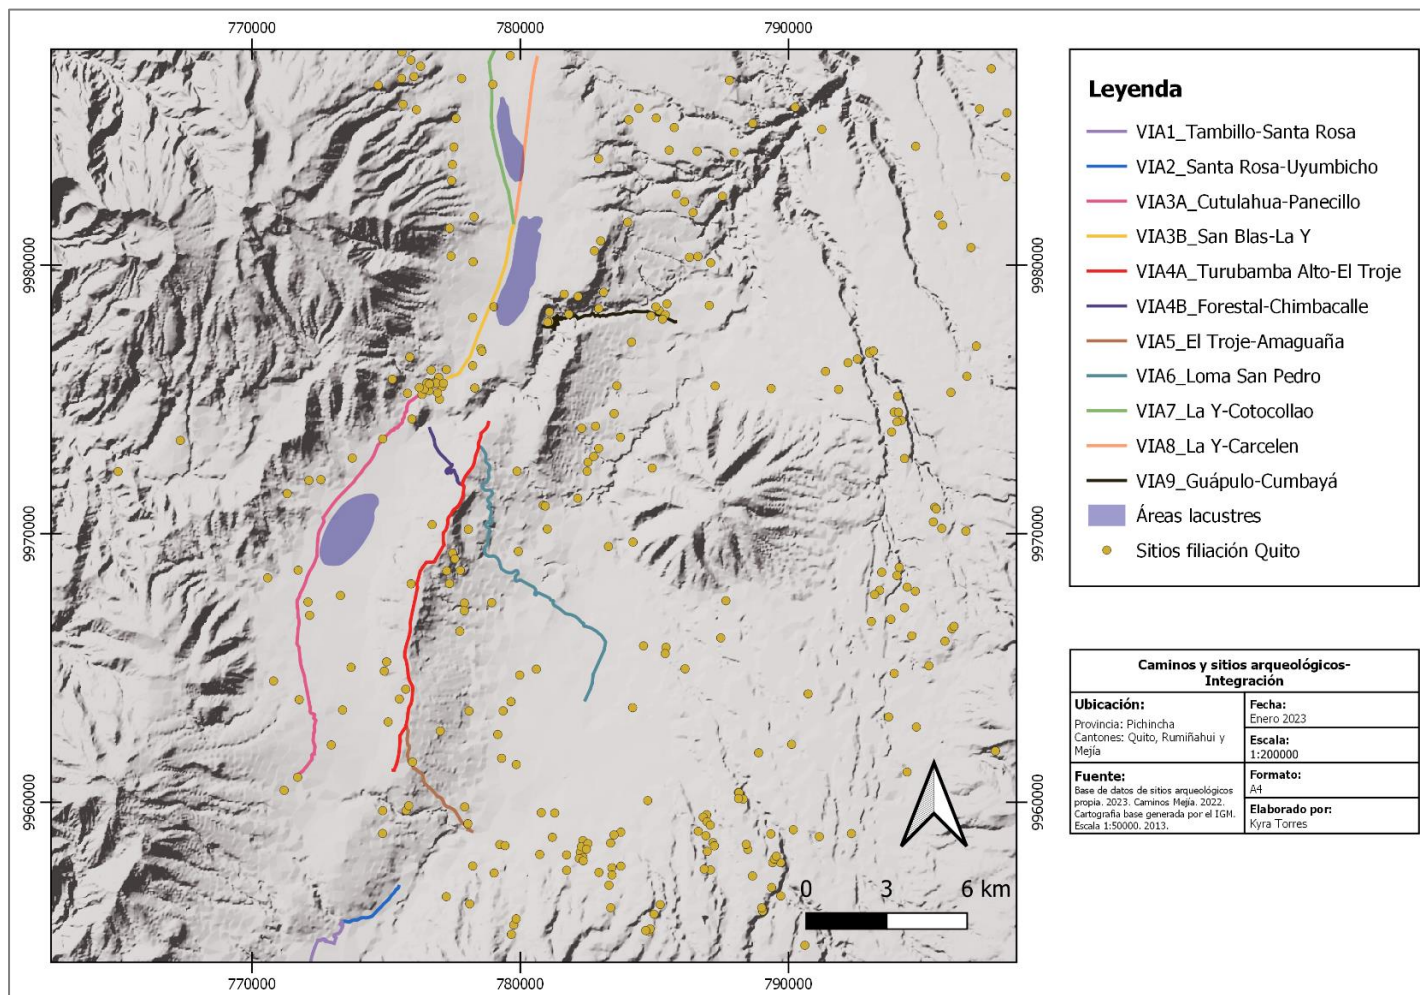 770000
780000
790000
9980000
9970000
9960000
9980000
9970000
9960000
0
3
6 km
770000
780000
790000
Leyenda
VIA1_Tambillo-Santa Rosa
VIA2_Santa Rosa-Uyumbicho
VIA3A_Cutulahua-Panecillo
VIA3B_San Blas-La Y
VIA4A_Turubamba Alto-El Troje
VIA4B_Forestal-Chimbacalle
VIA5_El Troje-Amaguaña
VIA6_Loma San Pedro
VIA7_La Y-Cotocollao
VIA8_La Y-Carcelen
VIA9_Guápulo-Cumbayá
Áreas lacustres
Sitios filiación Quito
Caminos y sitios arqueológicos-
Integración
Ubicación:
Provincia: Pichincha
Cantones: Quito, Rumiñahui y
Mejía
Fecha:
Enero 2023
Escala:
1:200000
Fuente:
Base de datos de sitios arqueológicos
propia. 2023. Caminos Mejía. 2022.
Cartografía base generada por el IGM.
Escala 1:50000. 2013.
Formato:
A4
Elaborado por:
Kyra Torres